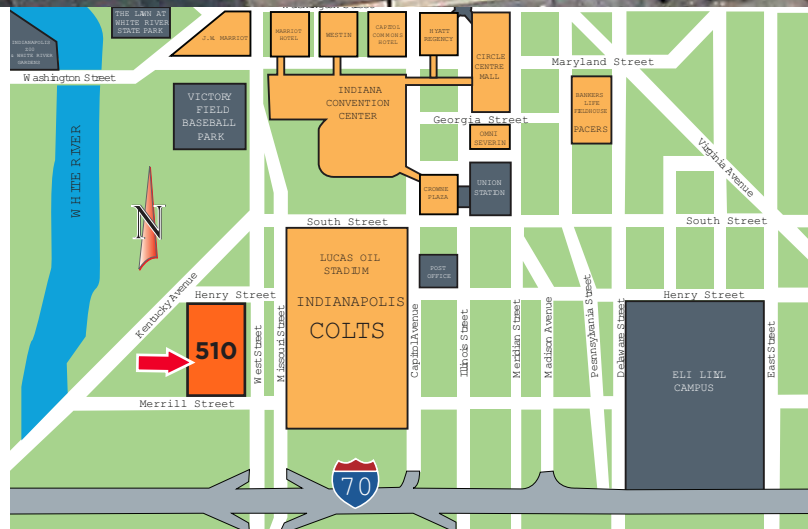 THE LAWN AT
WHITE RIVER
STATE PARK
INDIANAPOLIS
ZOO
& WHITE RIVER
GARDENS
J.W. MARRIOT
MARRIOT
HOTEL
WESTIN
CAPITOL
COMMONS
HOTEL
HYATT
REGENCY
CIRCLE
CENTRE
MALL
Maryland Street
Washington Street
VICTORY
FIELD
BASEBALL
PARK
INDIANA
CONVENTION
CENTER
BANKERS
LIFE
FIELDHOUSE
PACERS
Georgia Street
OMNI
SEVERIN
Virginia Avenue
WHITE RIVER
CROWNE
PLAZA
UNION
STATION
N
South Street
South Street
LUCAS OIL
STADIUM
INDIANAPOLIS
COLTS
POST
OFFICE
Kentucky Avenue
Henry Street
Henry Street
510
West Street
Missouri Street
Capitol Avenue
Illinois Street
Meridian Street
Madison Avenue
Pesnnsylvania Street
Delaware Street
East Street
ELI LILYL
CAMPUS
Merrill Street
70